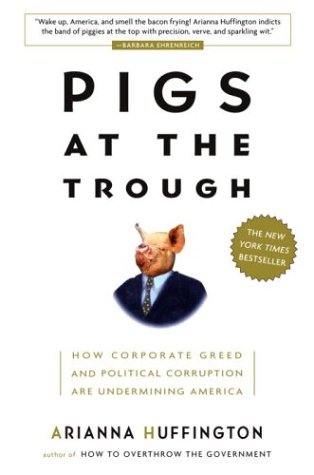 "Wake up, America, and smell the bacon frying! Arianna Huffington indicts
the band of piggies at the top with precision, verve, and sparkling wit."
—BARBARA EHRENREICH
PIGS
AT THE
TROUGH
THE NEW
YORK TIMES
BESTSELLER
HOW CORPORATE GREED
AND POLITICAL CORRUPTION
ARE UNDERMINING AMERICA
ARIANNA HUFFINGTON
author of HOW TO OVERTHROW THE GOVERNMENT